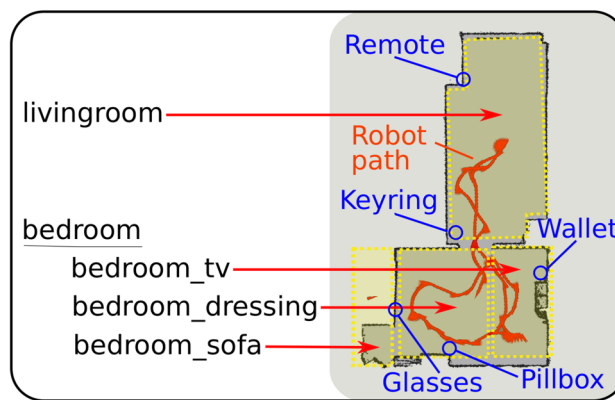 Remote
livingroom
Robot
path
Keyring
bedroom
Wallet
bedroom_tv
bedroom_dressing
bedroom_sofa
Glasses
Pillbox